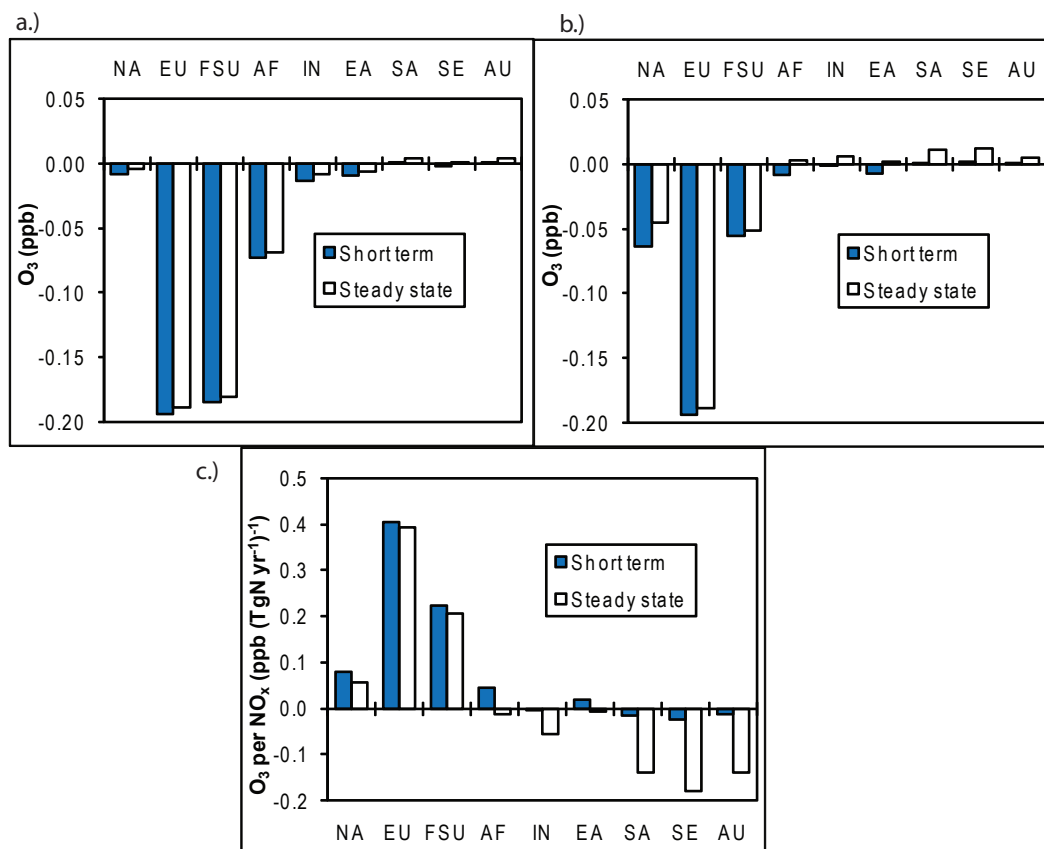 a.)
NA EU FSU AF IN EA SA SE AU
0.05
0.00
-0.05
-0.10
-0.15
-0.20
O₃ (ppb)
Short term
Steady state
b.)
NA EU FSU AF IN EA SA SE AU
0.05
0.00
-0.05
-0.10
-0.15
-0.20
O₃ (ppb)
Short term
Steady state
c.)
0.5
0.4
0.3
0.2
0.1
0.0
-0.1
-0.2
O₃ per NOₓ (ppb (TgN yr⁻¹)⁻¹)
Short term
Steady state
NA EU FSU AF IN EA SA SE AU